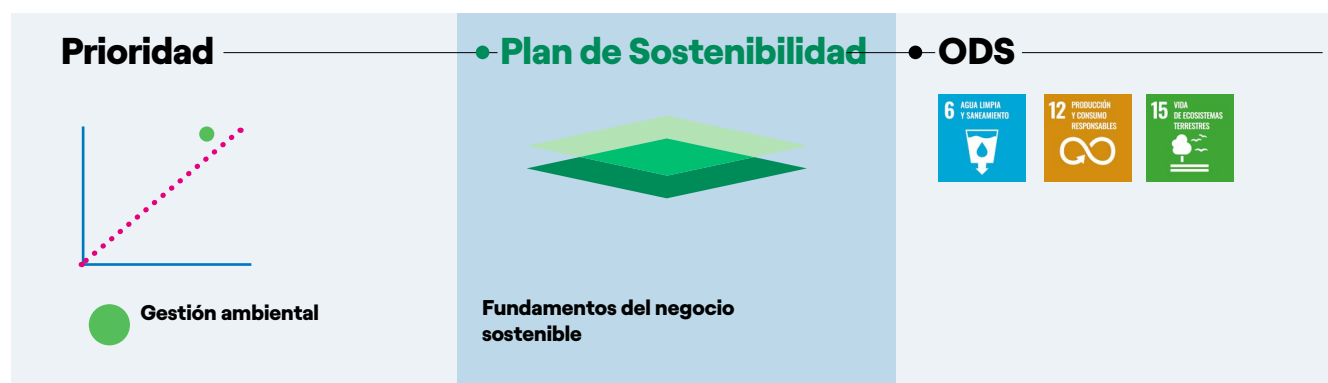 Prioridad
Plan de Sostenibilidad
ODS
6 AGUA LIMPIA
Y SANEAMIENTO
12 PRODUCCIÓN
Y CONSUMO
RESPONSABLES
15 VIDA
DE ECOSISTEMAS
TERRESTRES
Gestión ambiental
Fundamentos del negocio
sostenible